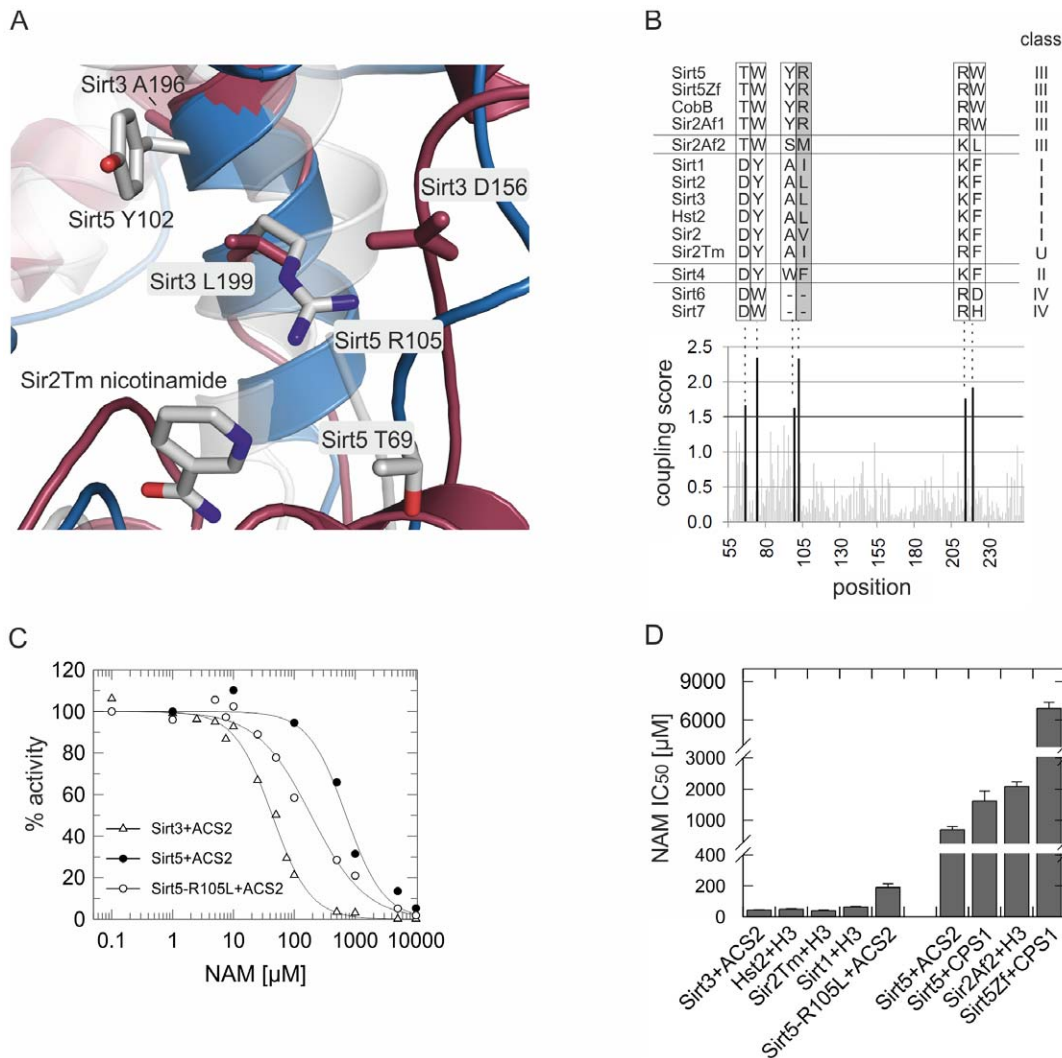 A
Sirt3 A196
Sirt5 Y102
Sirt3 D156
Sirt3 L199
Sirt5 R105
Sir2Tm nicotinamide
Sirt5 T69
B
class
Sirt5 T W Y R R W III
Sirt5Zf T W Y R R W III
CobB T W Y R R W III
Sir2Af1 T W Y R R W III
Sir2Af2 T W S M K L III
Sirt1 D Y A I K F I
Sirt2 D Y A L K F I
Sirt3 D Y A L K F I
Hst2 D Y A L K F I
Sir2 D Y A V K F I
Sir2Tm D Y A I R F U
Sirt4 D Y W F K F II
Sirt6 D W - - R D IV
Sirt7 D W - - R H IV
coupling score
2.5
2.0
1.5
1.0
0.5
0.0
55 80 105 130 155 180 205 230
position
C
% activity
120
100
80
60
40
20
0
Sirt3+ACS2
Sirt5+ACS2
Sirt5-R105L+ACS2
0.1 1 10 100 1000 10000
NAM [µM]
D
NAM IC50 [µM]
9000
6000
3000
2000
1000
400
200
0
Sirt3+ACS2
Hst2+H3
Sir2Tm+H3
Sirt1+H3
Sirt5-R105L+ACS2
Sirt5+ACS2
Sirt5+CPS1
Sir2Af2+H3
Sirt5Zf+CPS1